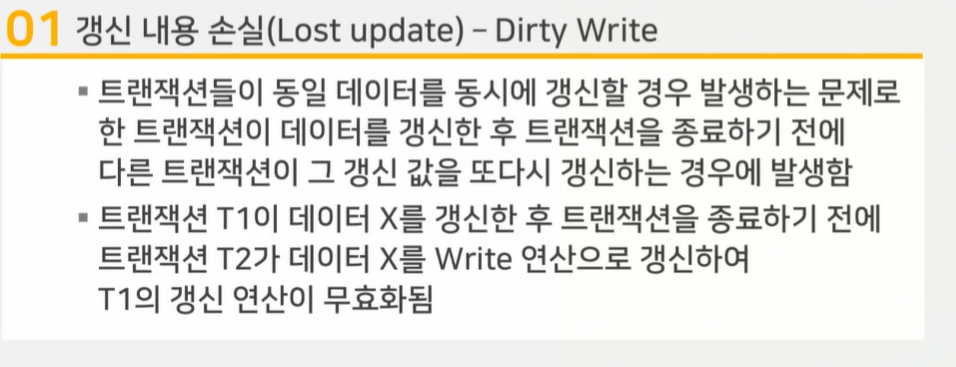 01 갱신 내용 손실(Lost update) – Dirty Write
▪ 트랜잭션들이 동일 데이터를 동시에 갱신할 경우 발생하는 문제로
한 트랜잭션이 데이터를 갱신한 후 트랜잭션을 종료하기 전에
다른 트랜잭션이 그 갱신 값을 또다시 갱신하는 경우에 발생함
▪ 트랜잭션 T1이 데이터 X를 갱신한 후 트랜잭션을 종료하기 전에
트랜잭션 T2가 데이터 X를 Write 연산으로 갱신하여
T1의 갱신 연산이 무효화됨